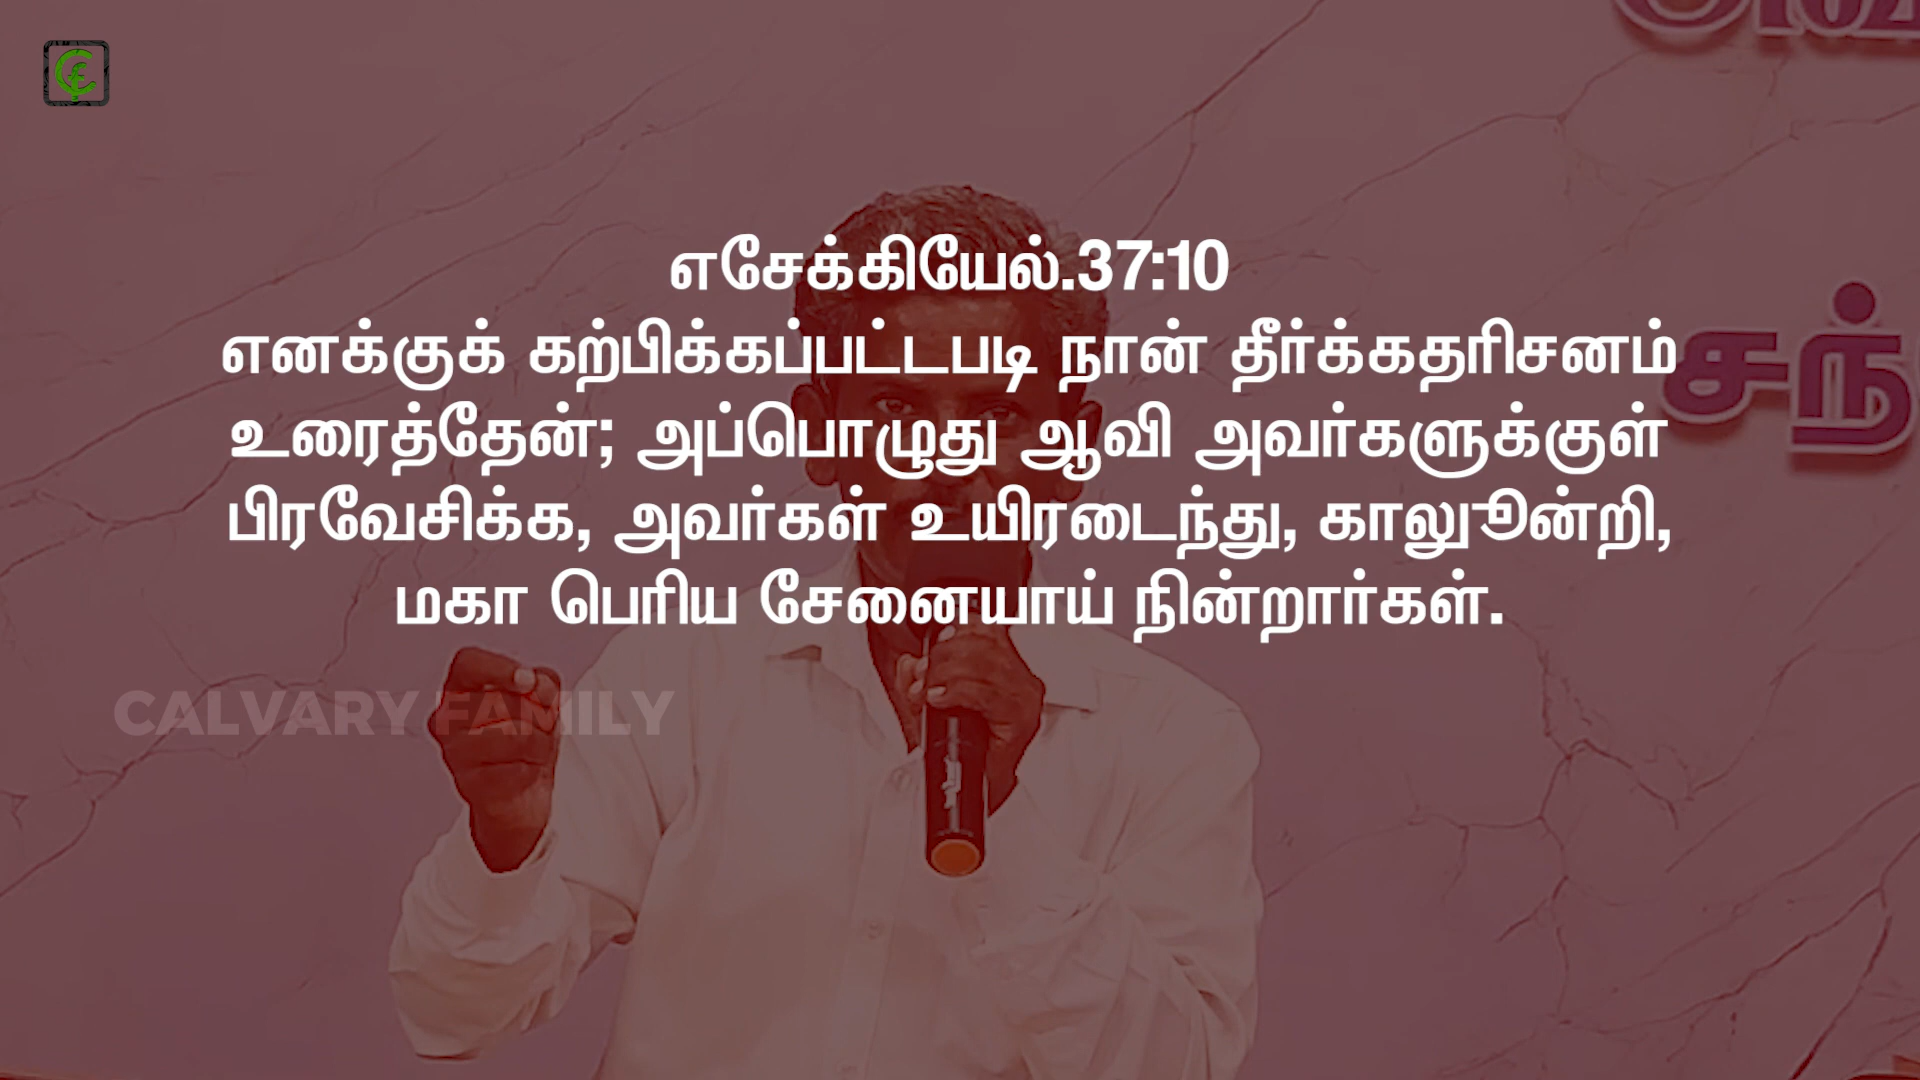 எசேக்கியேல்.37:10
எனக்குக் கற்பிக்கப்பட்டபடி நான் தீர்க்கதரிசனம்
உரைத்தேன்; அப்பொழுது ஆவி அவர்களுக்குள்
பிரவேசிக்க, அவர்கள் உயிரடைந்து, காலூன்றி,
மகா பெரிய சேனையாய் நின்றார்கள்.
CALVARY FAMILY